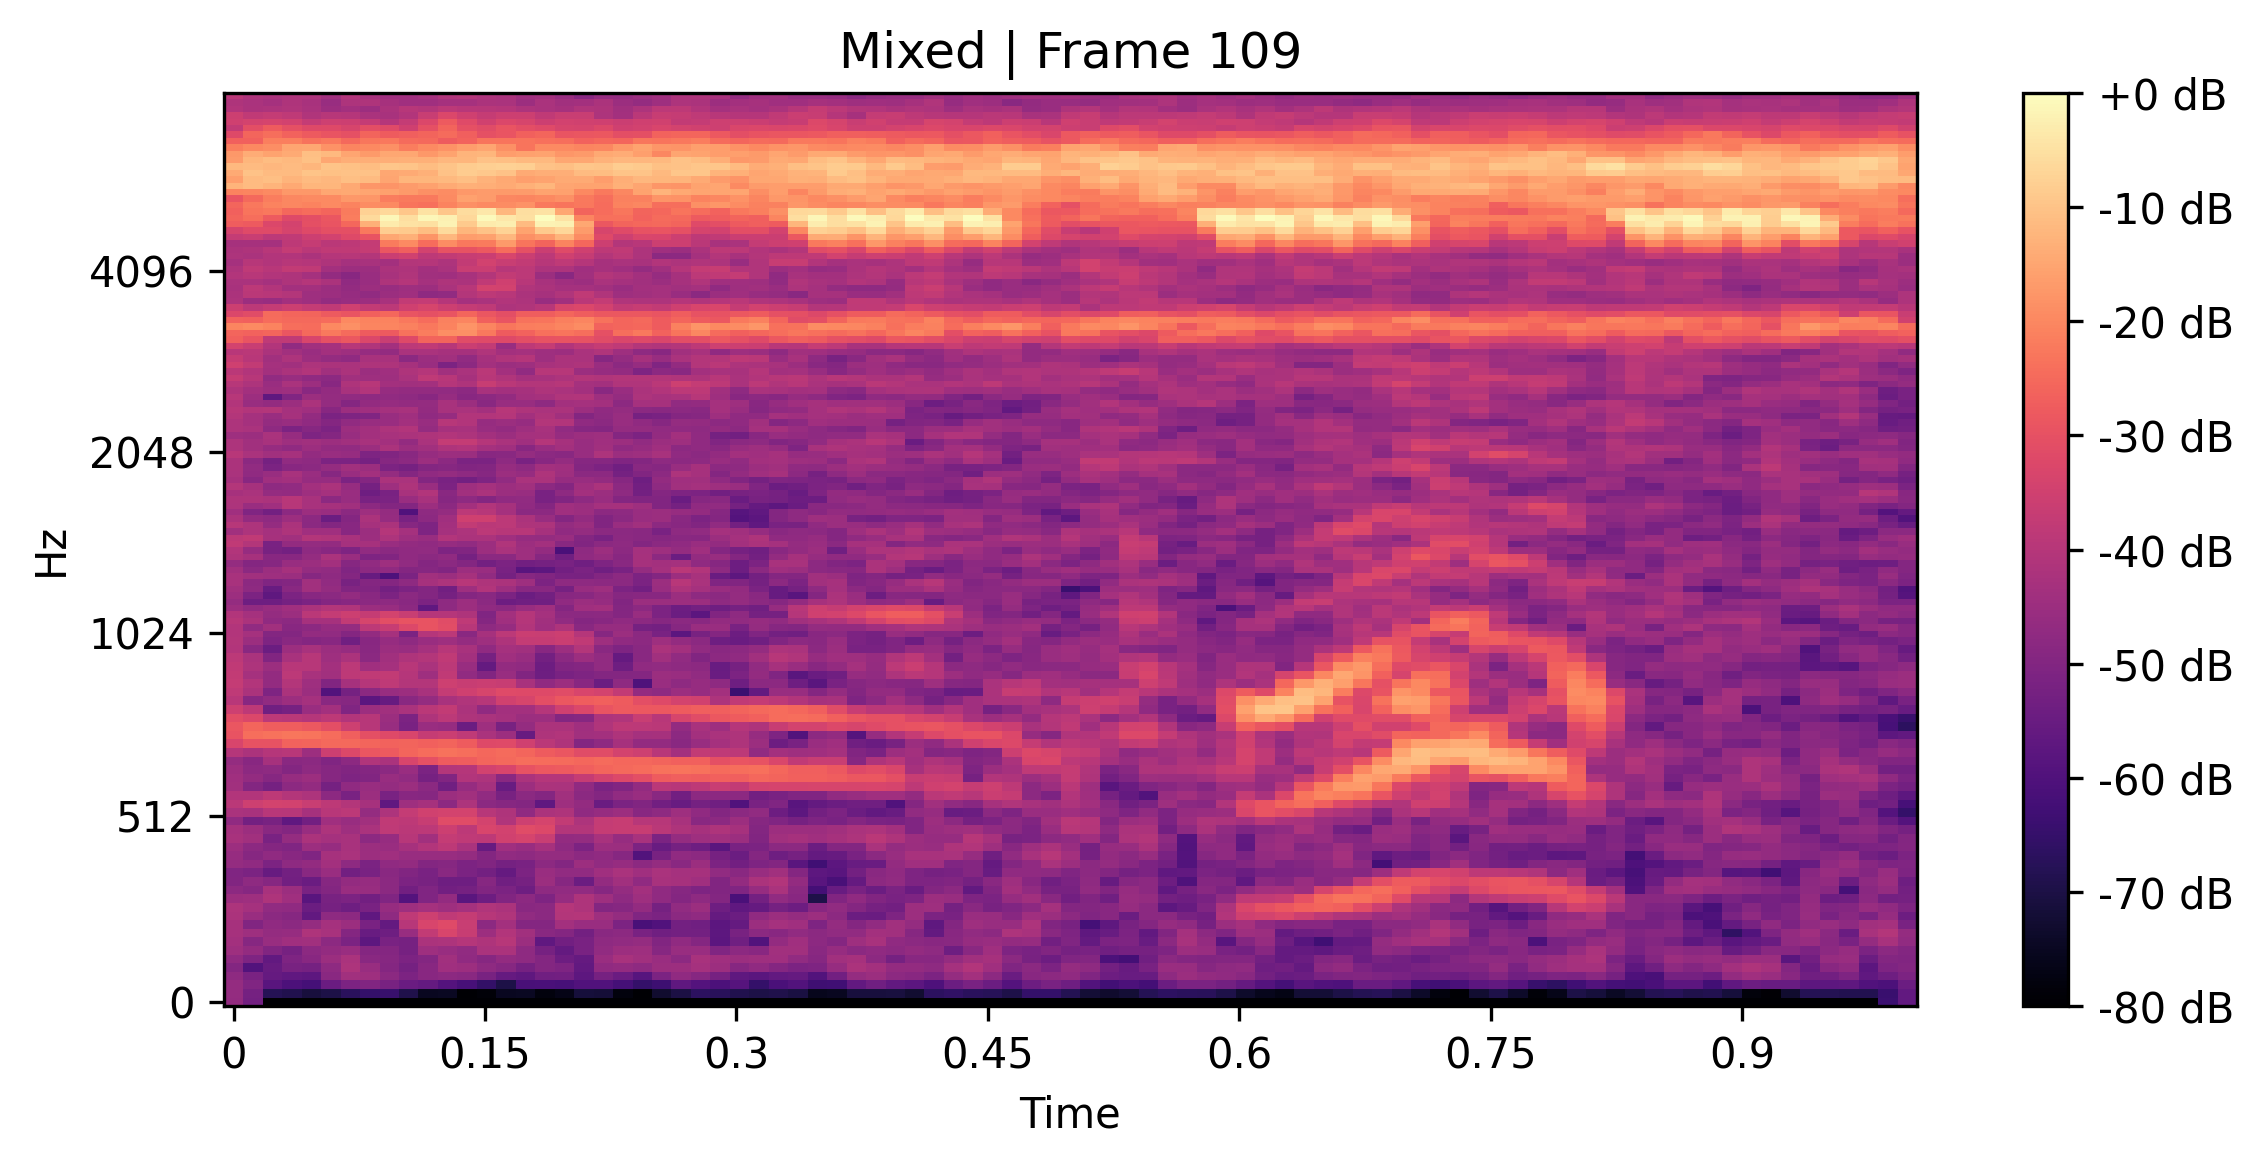 Mixed | Frame 109
+0 dB
-10 dB
4096
-20 dB
-30 dB
2048
-40 dB
Hz
1024
-50 dB
-60 dB
512
-70 dB
0
-80 dB
0 0.15 0.3 0.45 0.6 0.75 0.9
Time